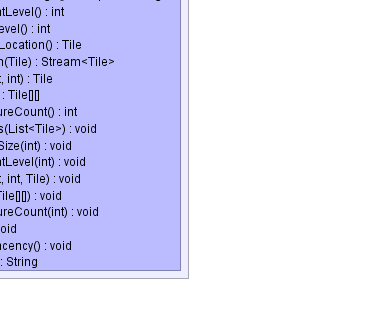 ntLevel() : int
evel() : int
Location() : Tile
n(Tile) : Stream<Tile>
t, int) : Tile
: Tile[][]
ureCount() : int
s(List<Tile>) : void
Size(int) : void
ntLevel(int) : void
t, int, Tile) : void
Tile[][]) : void
ureCount(int) : void
oid
ncency() : void
: String